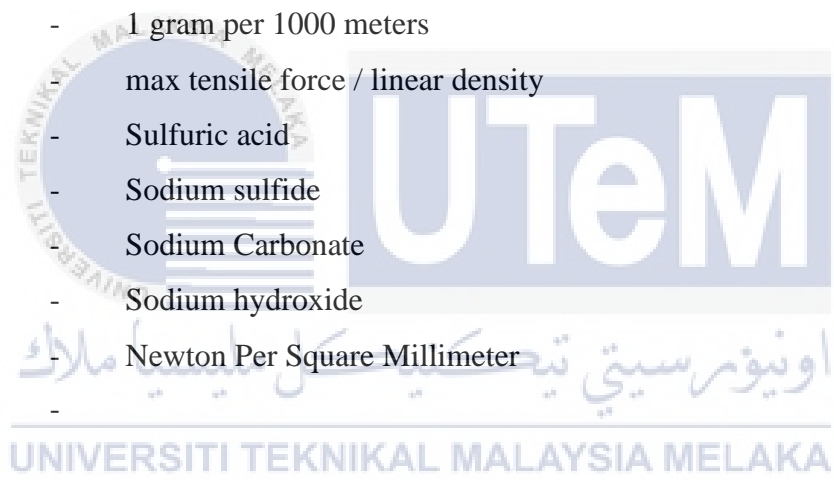 - 1 gram per 1000 meters
- max tensile force / linear density
- Sulfuric acid
- Sodium sulfide
- Sodium Carbonate
- Sodium hydroxide
- Newton Per Square Millimeter
-
UTeM
اونيۏرسيتي تيكنيكل مليسيا ملاك
UNIVERSITI TEKNIKAL MALAYSIA MELAKA